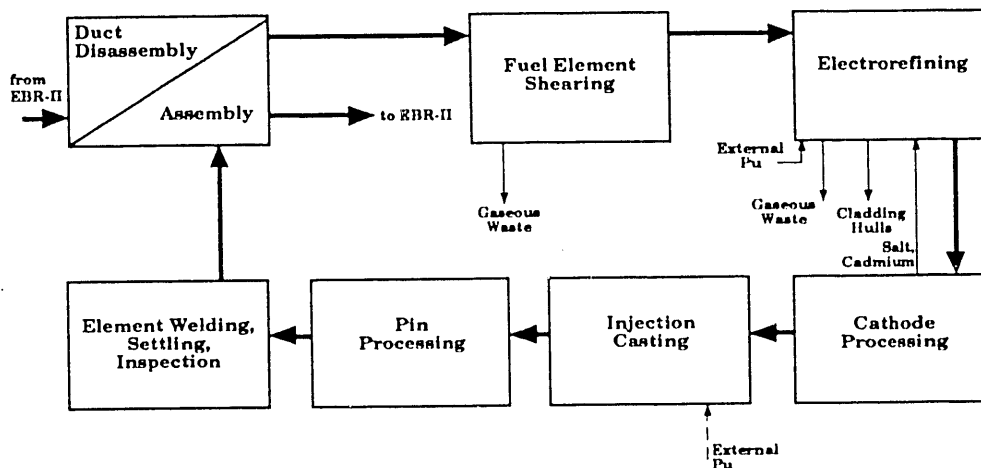 Duct
Disassembly
from
EBR-II
Assembly
to EBR-II
Fuel Element
Shearing
Electrorefining
External
Pu
Gaseous
Waste
Gaseous
Waste
Cladding
Hulls
Salt,
Cadmium
Element Welding,
Settling,
Inspection
Pin
Processing
Injection
Casting
Cathode
Processing
External
Pu